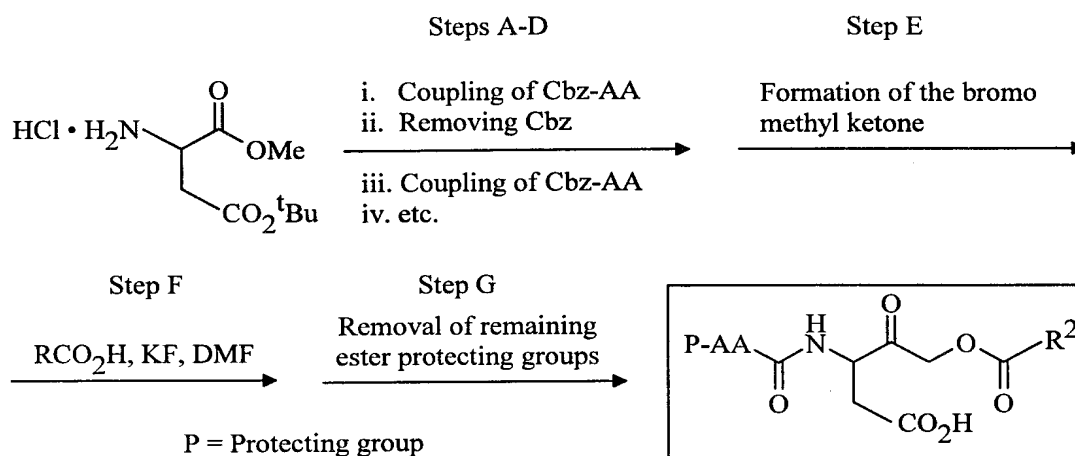 Steps A-D
Step E
HCl • H2N
O
OMe
CO2tBu
i. Coupling of Cbz-AA
ii. Removing Cbz
iii. Coupling of Cbz-AA
iv. etc.
Formation of the bromo
methyl ketone
Step F
Step G
RCO2H, KF, DMF
Removal of remaining
ester protecting groups
P-AA
O
H
N
O
O
R2
O
CO2H
P = Protecting group